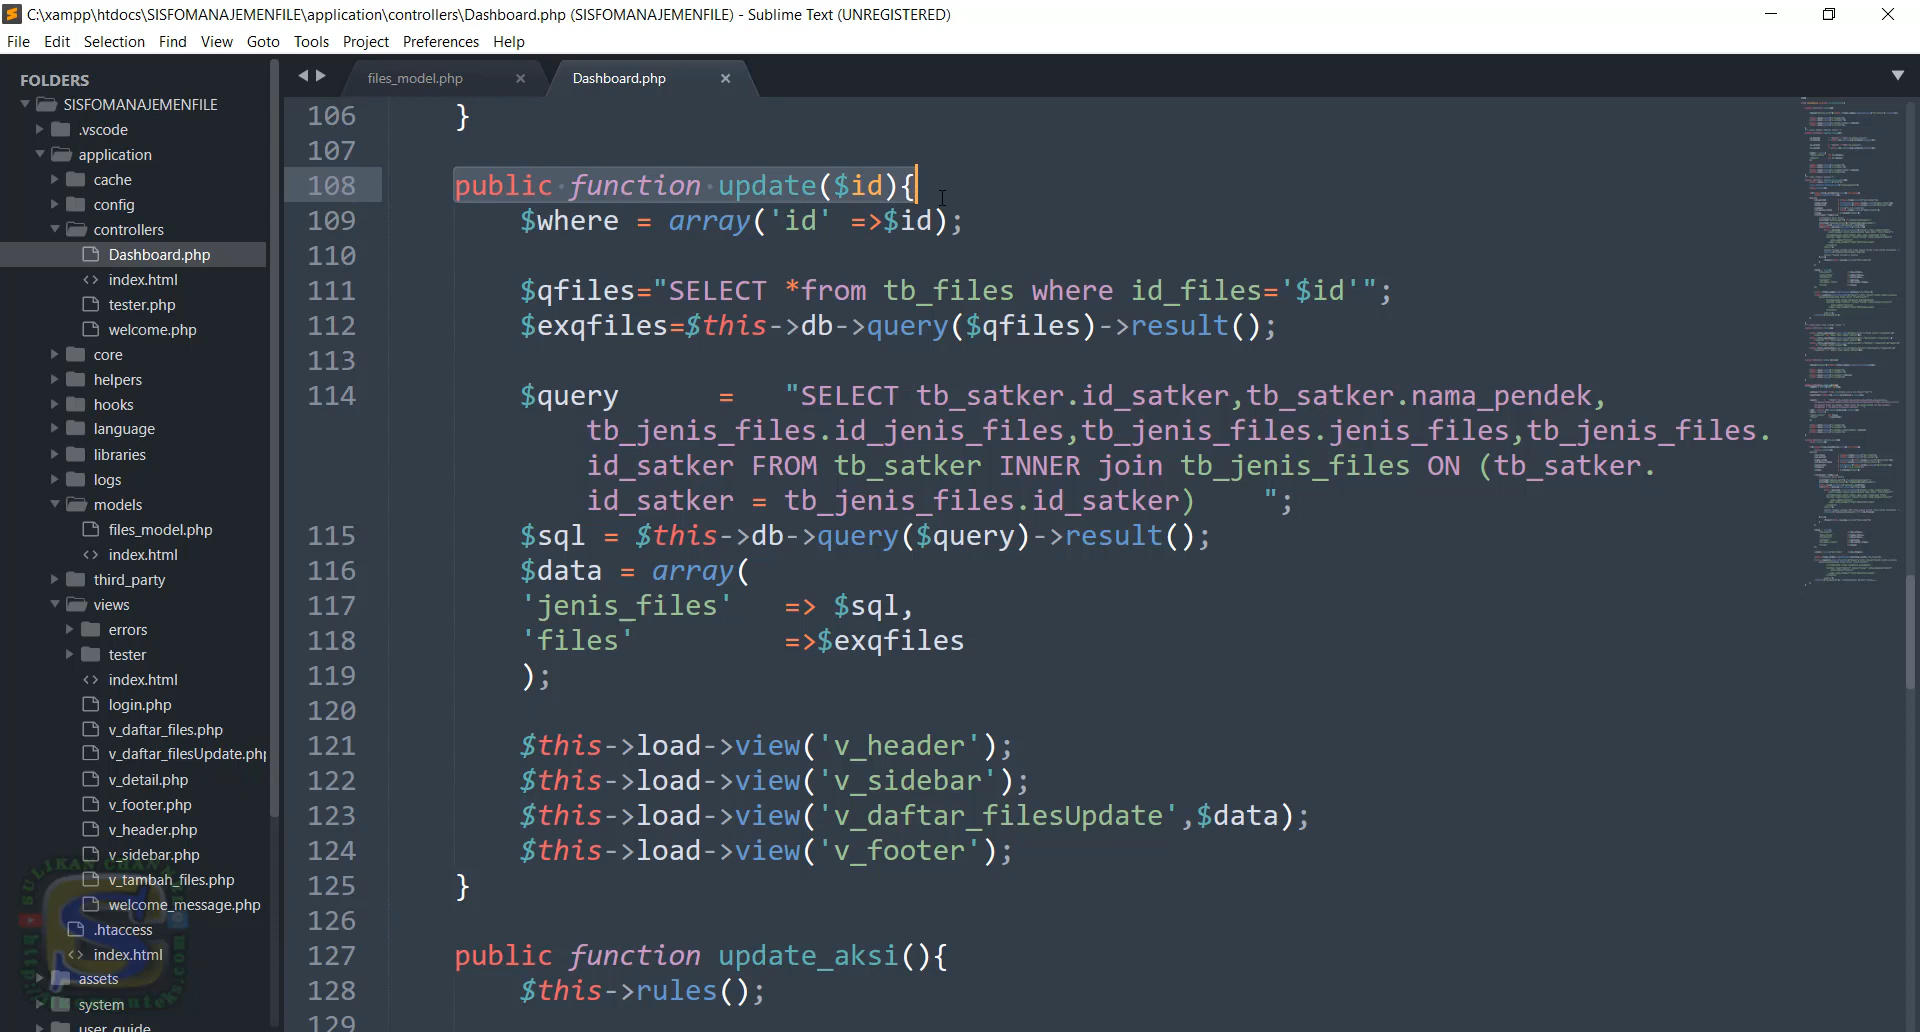 C:\xampp\htdocs\SISFOMANAJEMENFILE\application\controllers\Dashboard.php (SISFOMANAJEMENFILE) - Sublime Text (UNREGISTERED)
File Edit Selection Find View Goto Tools Project Preferences Help
FOLDERS
SISFOMANAJEMENFILE
.vscode
application
cache
config
controllers
Dashboard.php
index.html
tester.php
welcome.php
core
helpers
hooks
language
libraries
logs
models
files_model.php
index.html
third_party
views
errors
tester
index.html
login.php
v_daftar_files.php
v_daftar_filesUpdate.php
v_detail.php
v_footer.php
v_header.php
v_sidebar.php
v_tambah_files.php
welcome_message.php
.htaccess
index.html
assets
system
user_guide
files_model.php Dashboard.php
106 }
107
108 public function update($id){
109 $where = array('id' =>$id);
110
111 $qfiles="SELECT *from tb_files where id_files='$id'";
112 $exqfiles=$this->db->query($qfiles)->result();
113
114 $query = "SELECT tb_satker.id_satker,tb_satker.nama_pendek,
tb_jenis_files.id_jenis_files,tb_jenis_files.jenis_files,tb_jenis_files.
id_satker FROM tb_satker INNER join tb_jenis_files ON (tb_satker.
id_satker = tb_jenis_files.id_satker) ";
115 $sql = $this->db->query($query)->result();
116 $data = array(
117 'jenis_files' => $sql,
118 'files' =>$exqfiles
119 );
120
121 $this->load->view('v_header');
122 $this->load->view('v_sidebar');
123 $this->load->view('v_daftar_filesUpdate',$data);
124 $this->load->view('v_footer');
125 }
126
127 public function update_aksi(){
128 $this->rules();
129
SULIKAN CHANNEL